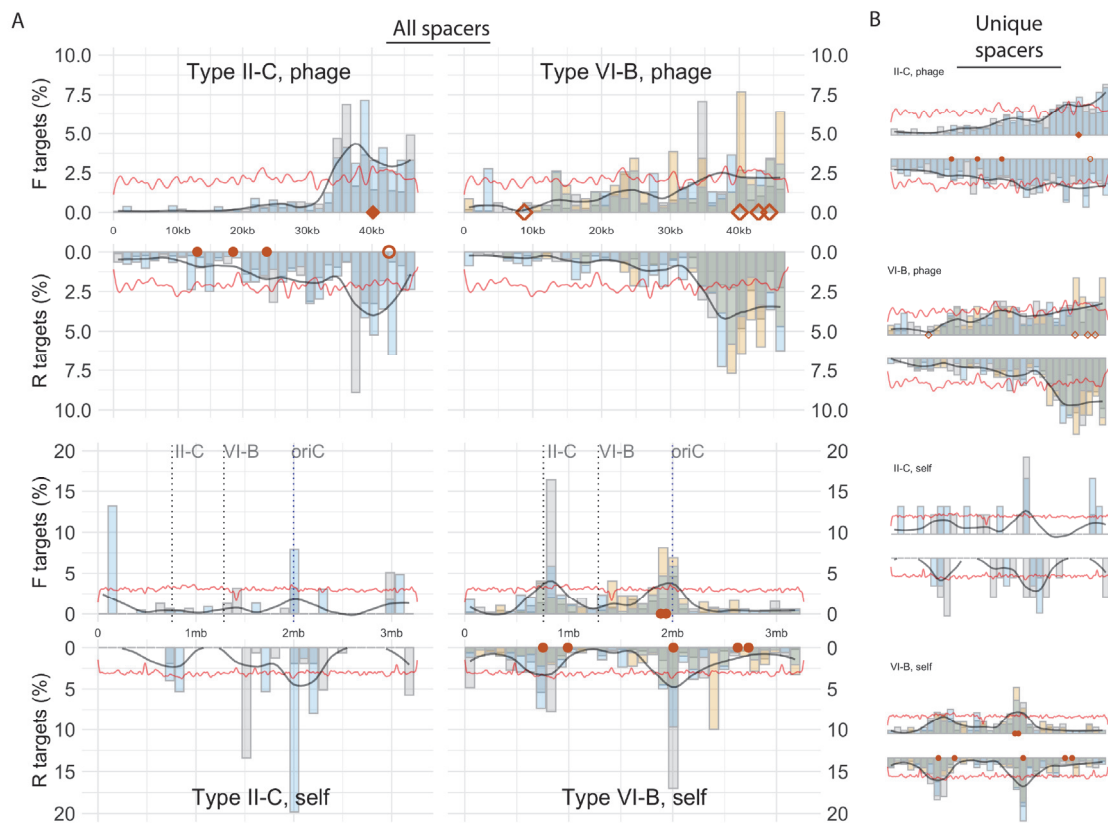 A
All spacers
B
Unique
spacers
10.0
7.5
5.0
2.5
0.0
F targets (%)
Type II-C, phage
Type VI-B, phage
10.0
7.5
5.0
2.5
0.0
0 10kb 20kb 30kb 40kb
0 10kb 20kb 30kb 40kb
0.0
2.5
5.0
7.5
10.0
R targets (%)
0.0
2.5
5.0
7.5
10.0
20
15
10
5
0
F targets (%)
II-C VI-B oriC
II-C VI-B oriC
20
15
10
5
0
0 1mb 2mb 3mb
0 1mb 2mb 3mb
0
5
10
15
20
R targets (%)
Type II-C, self
Type VI-B, self
0
5
10
15
20
II-C, phage
VI-B, phage
II-C, self
VI-B, self